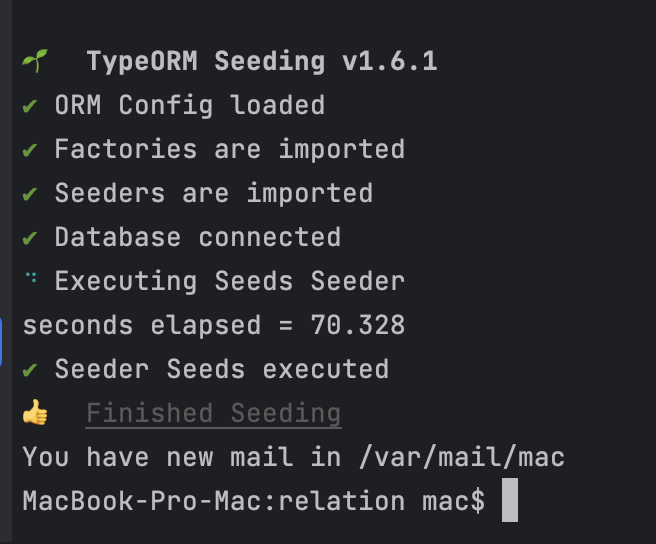 🌱 TypeORM Seeding v1.6.1
✔ ORM Config loaded
✔ Factories are imported
✔ Seeders are imported
✔ Database connected
⠙ Executing Seeds Seeder
seconds elapsed = 70.328
✔ Seeder Seeds executed
👍 Finished Seeding
You have new mail in /var/mail/mac
MacBook-Pro-Mac:relation mac$